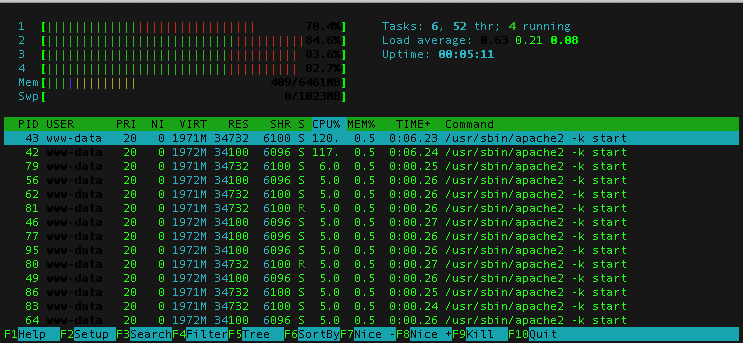 1 [||||||||||||||||||||||||||||||| 70.4%] Tasks: 6, 52 thr; 4 running
2 [|||||||||||||||||||||||||||||||||||||| 84.6%] Load average: 0.63 0.21 0.08
3 [||||||||||||||||||||||||||||||||||||| 83.6%] Uptime: 00:05:11
4 [||||||||||||||||||||||||||||||||||||| 82.7%]
Mem[||||||||||||| 409/6461MB]
Swp[ 0/1023MB]
PID USER PRI NI VIRT RES SHR S CPU% MEM% TIME+ Command
43 www-data 20 0 1971M 34732 6100 S 120. 0.5 0:06.23 /usr/sbin/apache2 -k start
42 www-data 20 0 1972M 34100 6096 S 117. 0.5 0:06.24 /usr/sbin/apache2 -k start
79 www-data 20 0 1971M 34732 6100 S 6.0 0.5 0:00.25 /usr/sbin/apache2 -k start
56 www-data 20 0 1972M 34100 6096 S 5.0 0.5 0:00.25 /usr/sbin/apache2 -k start
62 www-data 20 0 1971M 34732 6100 S 5.0 0.5 0:00.26 /usr/sbin/apache2 -k start
81 www-data 20 0 1971M 34732 6100 R 5.0 0.5 0:00.26 /usr/sbin/apache2 -k start
46 www-data 20 0 1972M 34100 6096 S 5.0 0.5 0:00.27 /usr/sbin/apache2 -k start
77 www-data 20 0 1972M 34100 6096 S 5.0 0.5 0:00.26 /usr/sbin/apache2 -k start
95 www-data 20 0 1971M 34732 6100 S 5.0 0.5 0:00.26 /usr/sbin/apache2 -k start
80 www-data 20 0 1971M 34732 6100 R 5.0 0.5 0:00.27 /usr/sbin/apache2 -k start
49 www-data 20 0 1972M 34100 6096 S 5.0 0.5 0:00.26 /usr/sbin/apache2 -k start
86 www-data 20 0 1971M 34732 6100 S 5.0 0.5 0:00.26 /usr/sbin/apache2 -k start
83 www-data 20 0 1971M 34732 6100 S 5.0 0.5 0:00.24 /usr/sbin/apache2 -k start
64 www-data 20 0 1972M 34100 6096 S 5.0 0.5 0:00.26 /usr/sbin/apache2 -k start
F1Help F2Setup F3SearchF4FilterF5Tree F6SortByF7Nice -F8Nice +F9Kill F10Quit